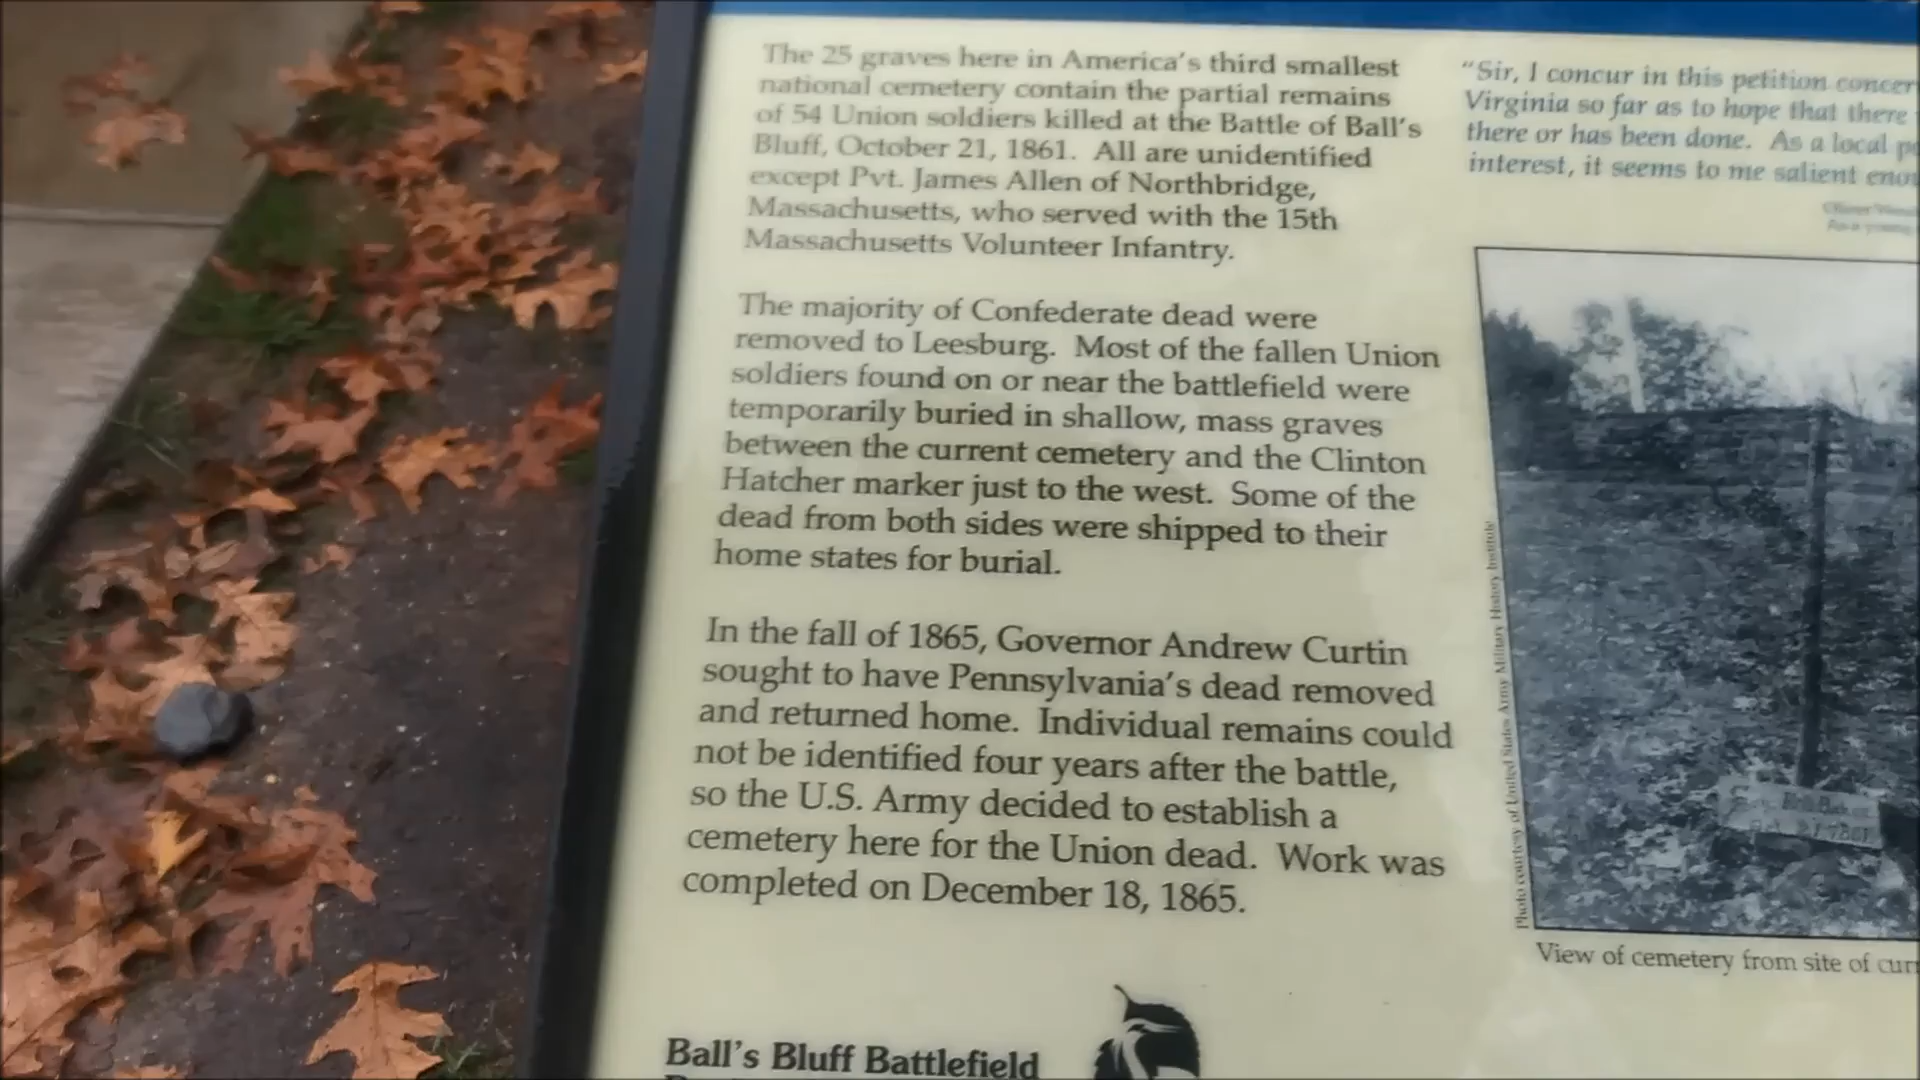 The 25 graves here in America's third smallest
national cemetery contain the partial remains
of 54 Union soldiers killed at the Battle of Ball's
Bluff, October 21, 1861. All are unidentified
except Pvt. James Allen of Northbridge,
Massachusetts, who served with the 15th
Massachusetts Volunteer Infantry.
The majority of Confederate dead were
removed to Leesburg. Most of the fallen Union
soldiers found on or near the battlefield were
temporarily buried in shallow, mass graves
between the current cemetery and the Clinton
Hatcher marker just to the west. Some of the
dead from both sides were shipped to their
home states for burial.
In the fall of 1865, Governor Andrew Curtin
sought to have Pennsylvania's dead removed
and returned home. Individual remains could
not be identified four years after the battle,
so the U.S. Army decided to establish a
cemetery here for the Union dead. Work was
completed on December 18, 1865.
Ball's Bluff Battlefield
"Sir, I concur in this petition concer
Virginia so far as to hope that there
there or has been done. As a local
interest, it seems to me salient
Photo courtesy of United States Army Military History Institute
View of cemetery from site of